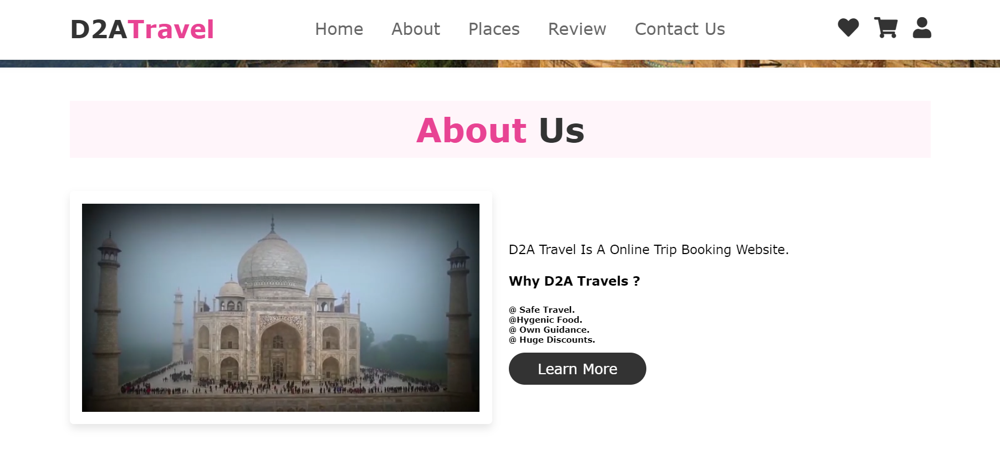 D2ATravel
Home About Places Review Contact Us
About Us
D2A Travel Is A Online Trip Booking Website.
Why D2A Travels ?
@ Safe Travel.
@Hygenic Food.
@ Own Guidance.
@ Huge Discounts.
Learn More